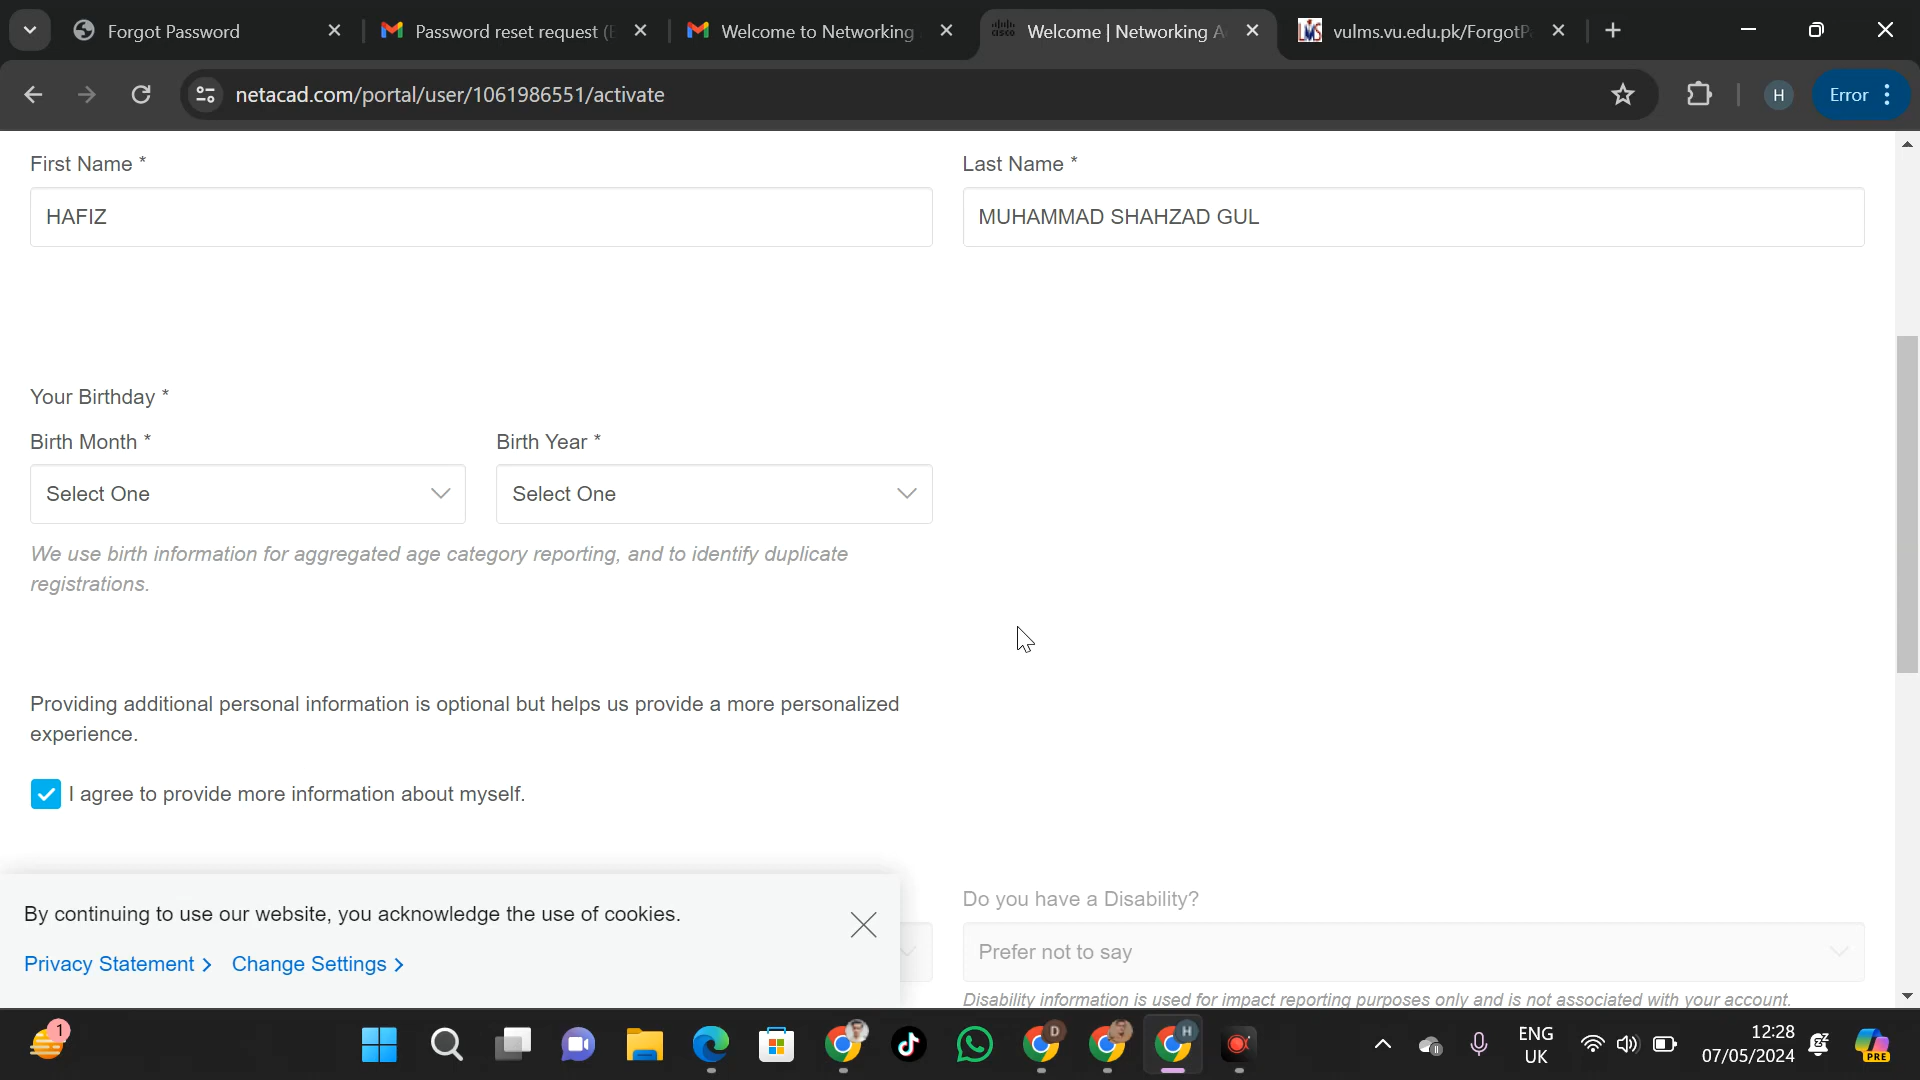 Forgot Password
Password reset request (
Welcome to Networking
Welcome | Networking A
vulms.vu.edu.pk/ForgotP
netacad.com/portal/user/1061986551/activate
H
Error
First Name *
Last Name *
HAFIZ
MUHAMMAD SHAHZAD GUL
Your Birthday *
Birth Month *
Birth Year *
Select One
Select One
We use birth information for aggregated age category reporting, and to identify duplicate
registrations.
Providing additional personal information is optional but helps us provide a more personalized
experience.
I agree to provide more information about myself.
By continuing to use our website, you acknowledge the use of cookies.
Privacy Statement
Change Settings
Do you have a Disability?
Prefer not to say
Disability information is used for impact reporting purposes only and is not associated with your account.
1
D
H
ENG
UK
12:28
07/05/2024
PRE